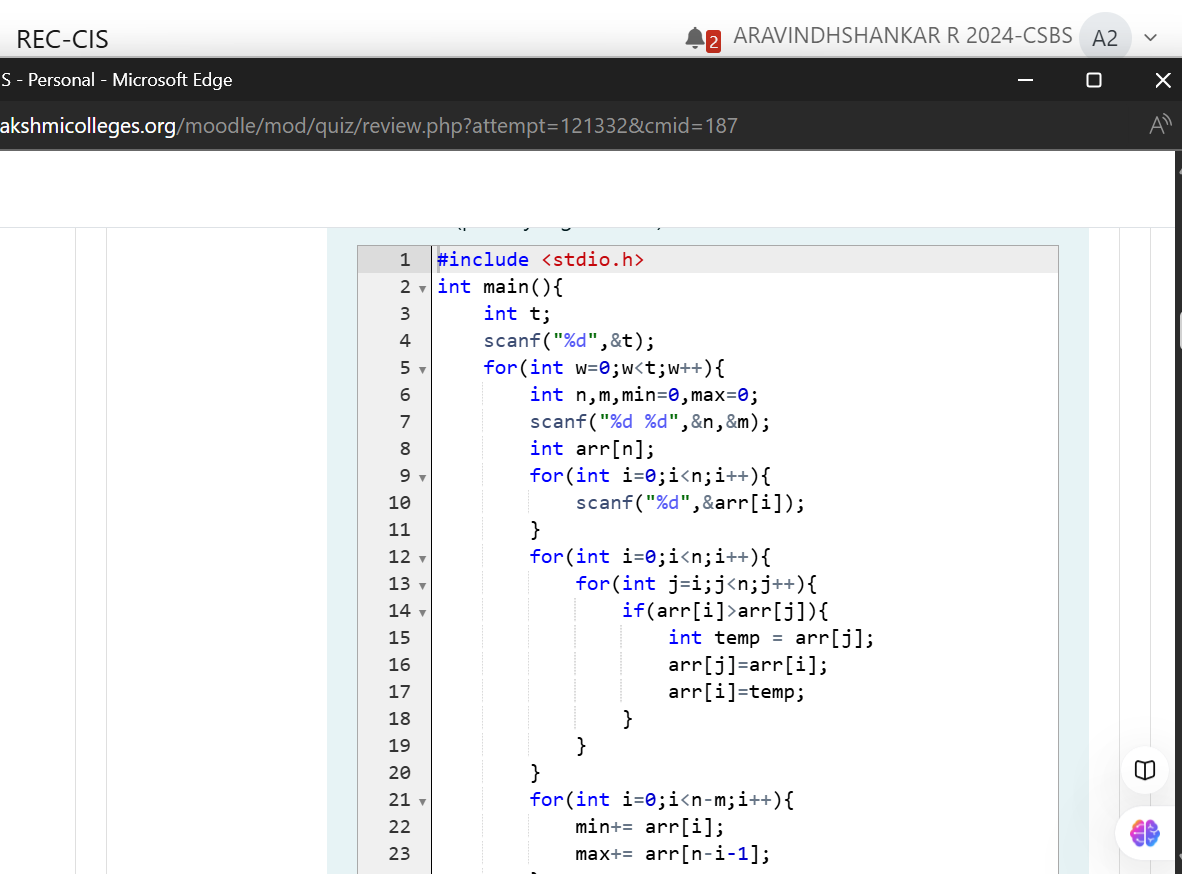 REC-CIS
2 ARAVINDHSHANKAR R 2024-CSBS A2
S - Personal - Microsoft Edge
akshmicolleges.org/moodle/mod/quiz/review.php?attempt=121332&cmid=187
1 #include <stdio.h>
2 int main(){
3 int t;
4 scanf("%d",&t);
5 for(int w=0;w<t;w++){
6 int n,m,min=0,max=0;
7 scanf("%d %d",&n,&m);
8 int arr[n];
9 for(int i=0;i<n;i++){
10 scanf("%d",&arr[i]);
11 }
12 for(int i=0;i<n;i++){
13 for(int j=i;j<n;j++){
14 if(arr[i]>arr[j]){
15 int temp = arr[j];
16 arr[j]=arr[i];
17 arr[i]=temp;
18 }
19 }
20 }
21 for(int i=0;i<n-m;i++){
22 min+= arr[i];
23 max+= arr[n-i-1];